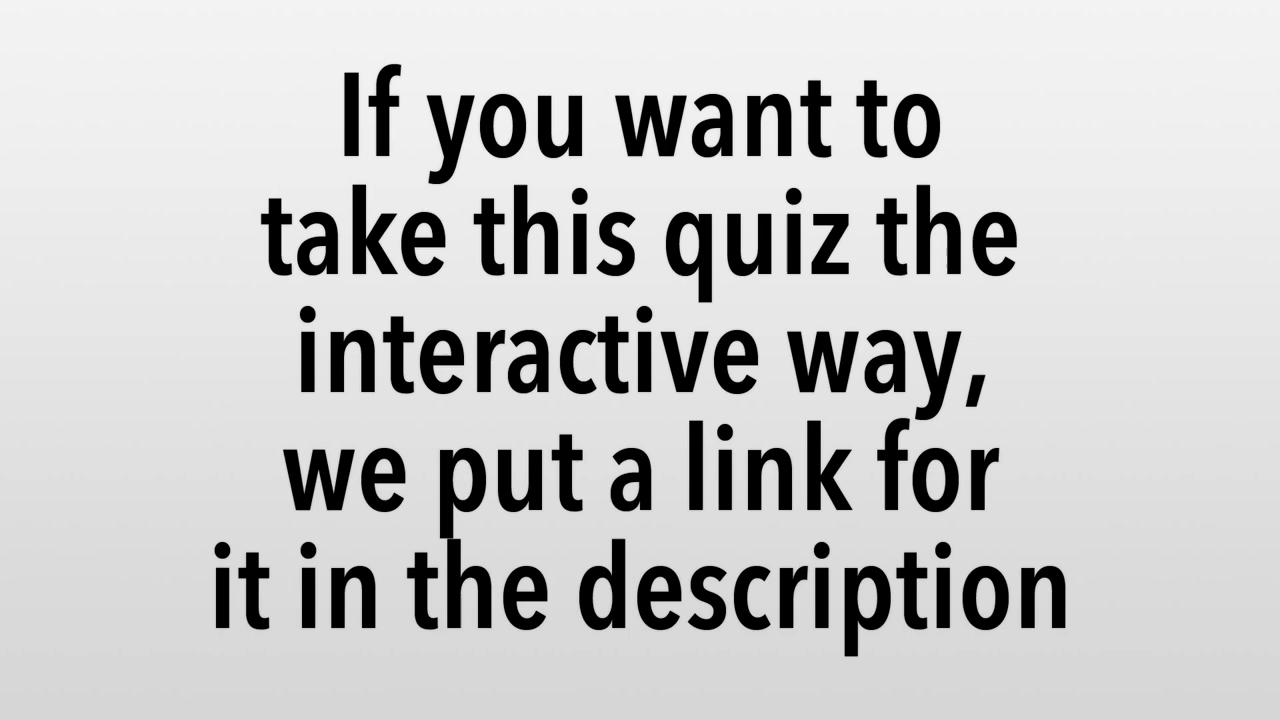 If you want to
take this quiz the
interactive way,
we put a link for
it in the description